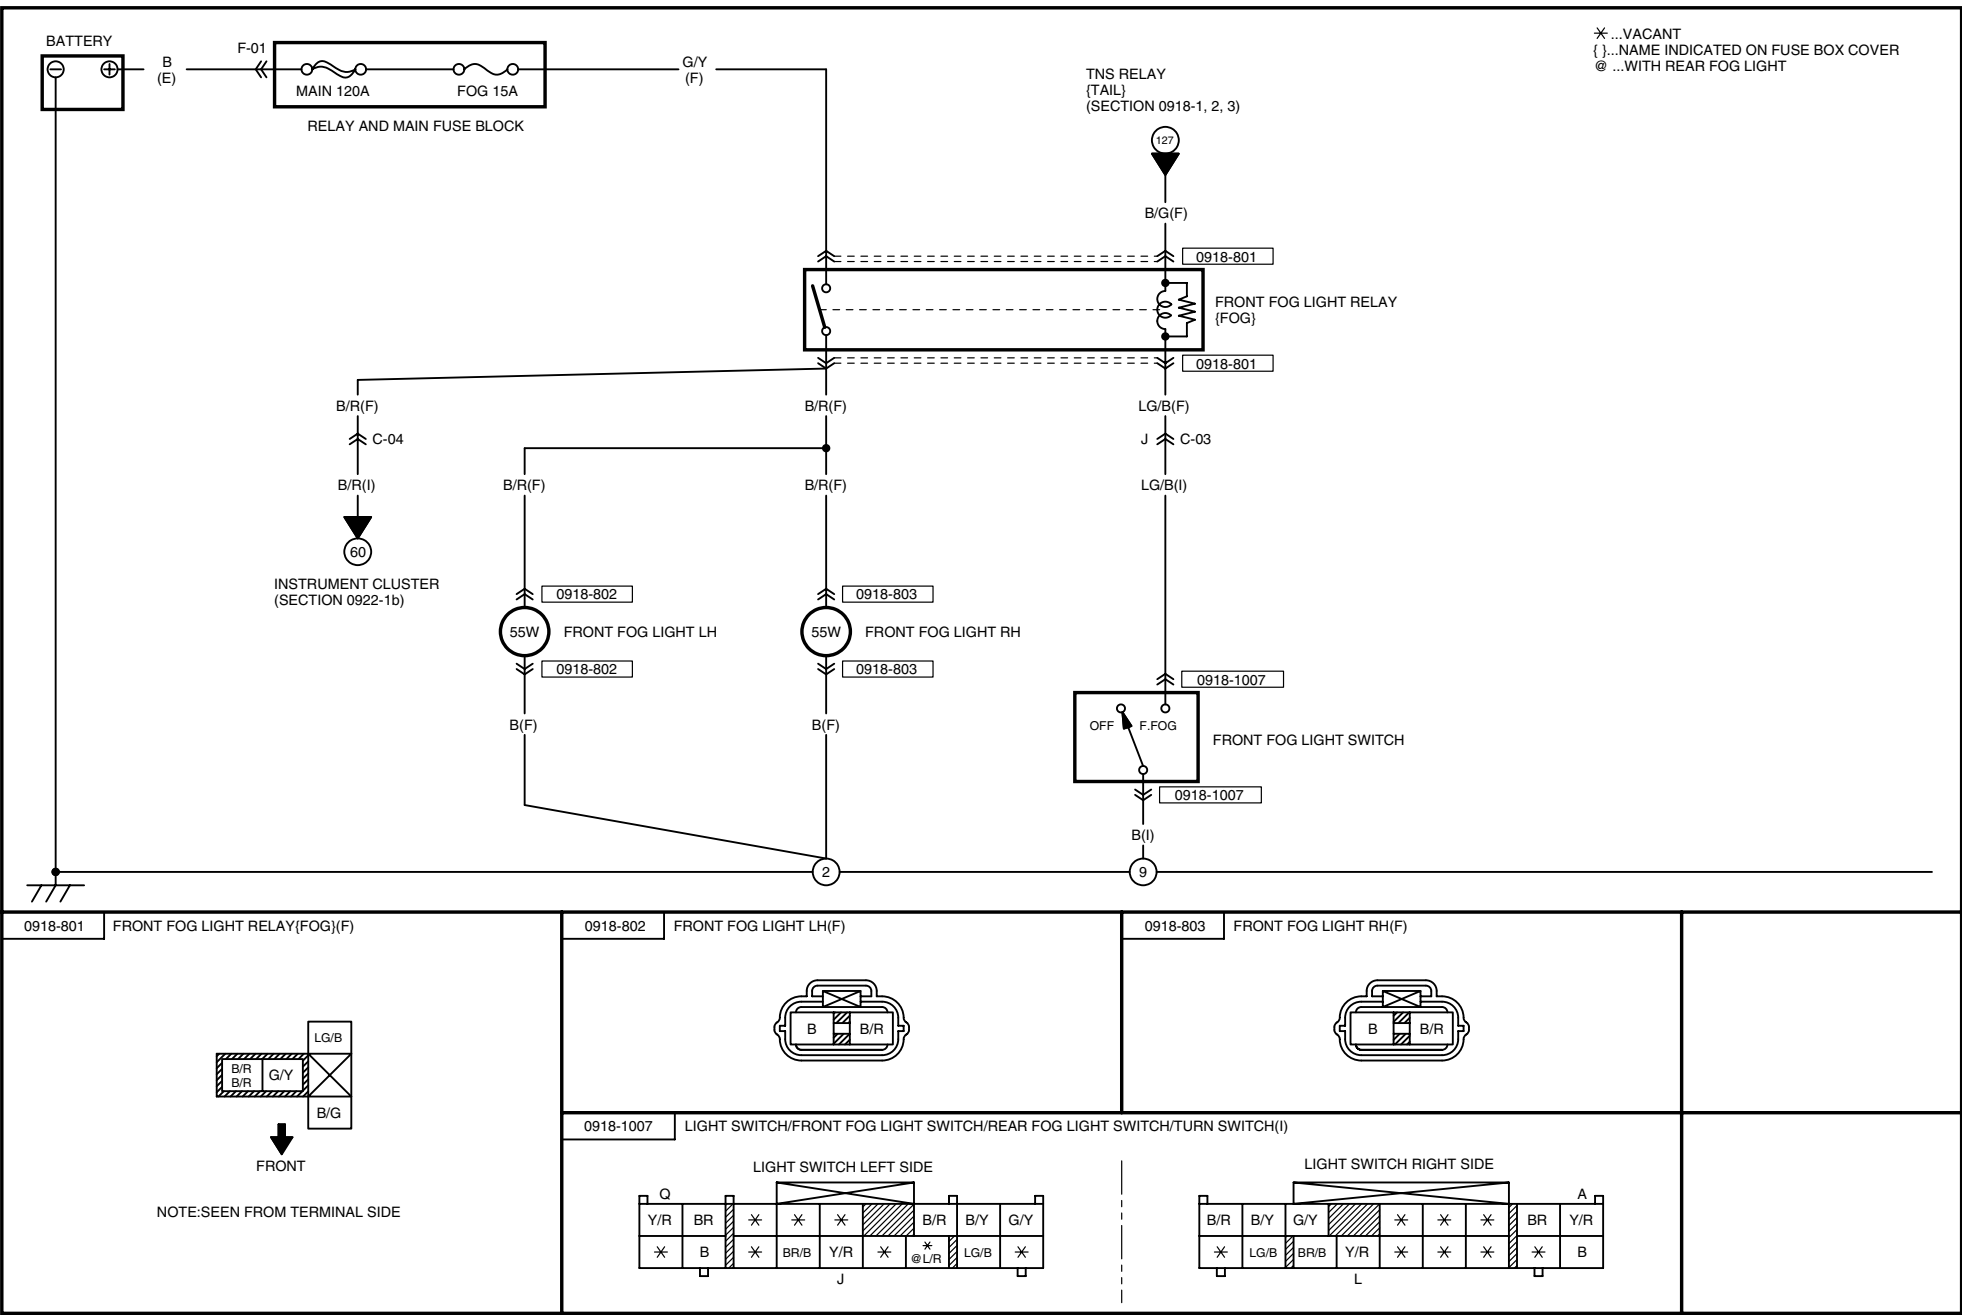 BATTERY
B
(E)
F-01
MAIN 120A
FOG 15A
RELAY AND MAIN FUSE BLOCK
G/Y
(F)
TNS RELAY
{TAIL}
(SECTION 0918-1, 2, 3)
127
B/G(F)
✳ ...VACANT
{ }...NAME INDICATED ON FUSE BOX COVER
@ ...WITH REAR FOG LIGHT
0918-801
FRONT FOG LIGHT RELAY
{FOG}
0918-801
B/R(F)
B/R(F)
LG/B(F)
C-04
J
C-03
B/R(I)
B/R(F)
B/R(F)
LG/B(I)
60
INSTRUMENT CLUSTER
(SECTION 0922-1b)
0918-802
0918-803
55W
FRONT FOG LIGHT LH
55W
FRONT FOG LIGHT RH
0918-802
0918-803
0918-1007
B(F)
B(F)
OFF
F.FOG
FRONT FOG LIGHT SWITCH
0918-1007
B(I)
2
9
0918-801
FRONT FOG LIGHT RELAY{FOG}(F)
LG/B
B/R
B/R
G/Y
B/G
FRONT
NOTE:SEEN FROM TERMINAL SIDE
0918-802
FRONT FOG LIGHT LH(F)
B
B/R
0918-803
FRONT FOG LIGHT RH(F)
B
B/R
0918-1007
LIGHT SWITCH/FRONT FOG LIGHT SWITCH/REAR FOG LIGHT SWITCH/TURN SWITCH(I)
LIGHT SWITCH LEFT SIDE
Q
Y/R BR ✳ ✳ ✳ B/R B/Y G/Y
✳ B ✳ BR/B Y/R ✳ ✳ @L/R LG/B ✳
J
LIGHT SWITCH RIGHT SIDE
A
B/R B/Y G/Y ✳ ✳ ✳ BR Y/R
✳ LG/B BR/B Y/R ✳ ✳ ✳ ✳ B
L